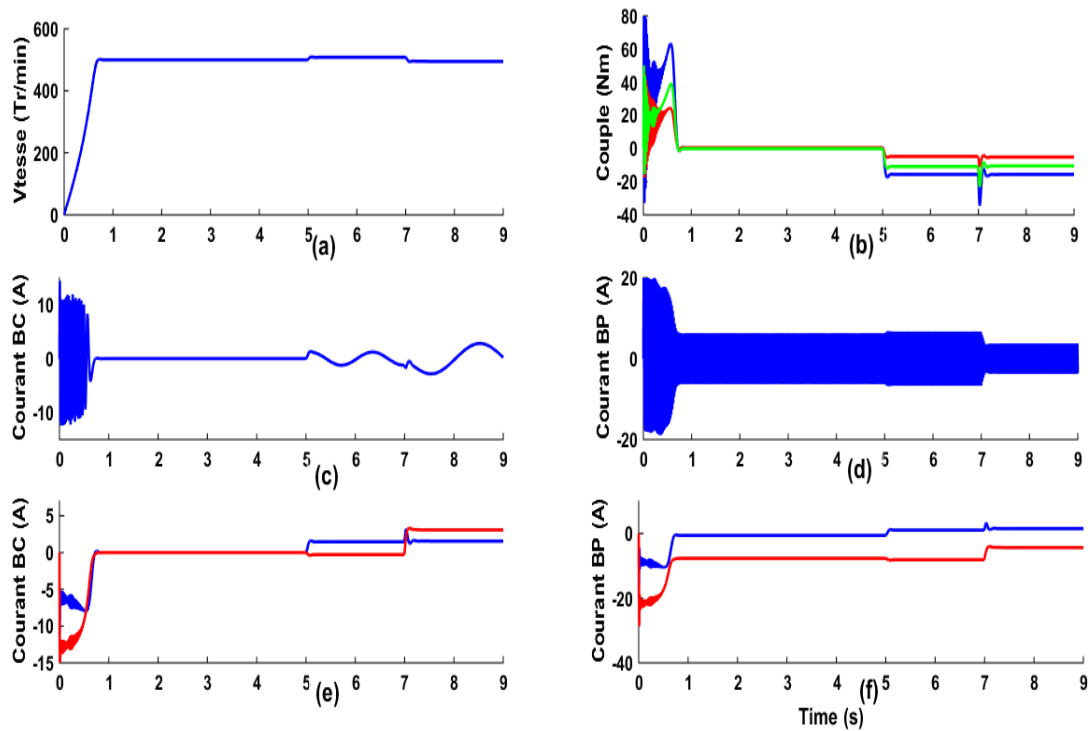 Vtesse (Tr/min)
600
400
200
0
0 1 2 3 4 5 6 7 8 9
(a)
Couple (Nm)
80
60
40
20
0
-20
-40
0 1 2 3 4 5 6 7 8 9
(b)
Courant BC (A)
10
0
-10
0 1 2 3 4 5 6 7 8 9
(c)
Courant BP (A)
20
0
-20
0 1 2 3 4 5 6 7 8 9
(d)
Courant BC (A)
5
0
-5
-10
-15
0 1 2 3 4 5 6 7 8 9
(e)
Courant BP (A)
0
-20
-40
0 1 2 3 4 5 6 7 8 9
(f)
Time (s)